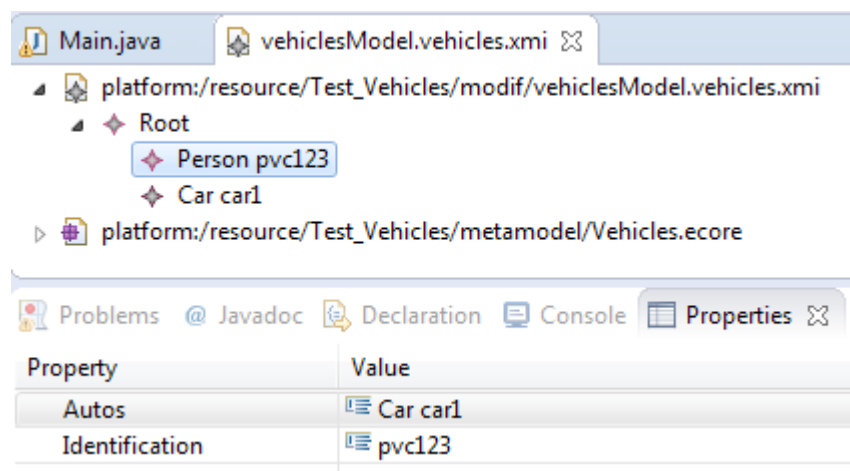 Main.java vehiclesModel.vehicles.xmi
platform:/resource/Test_Vehicles/modif/vehiclesModel.vehicles.xmi
Root
Person pvc123
Car car1
platform:/resource/Test_Vehicles/metamodel/Vehicles.ecore
Problems @ Javadoc Declaration Console Properties
Property Value
Autos Car car1
Identification pvc123